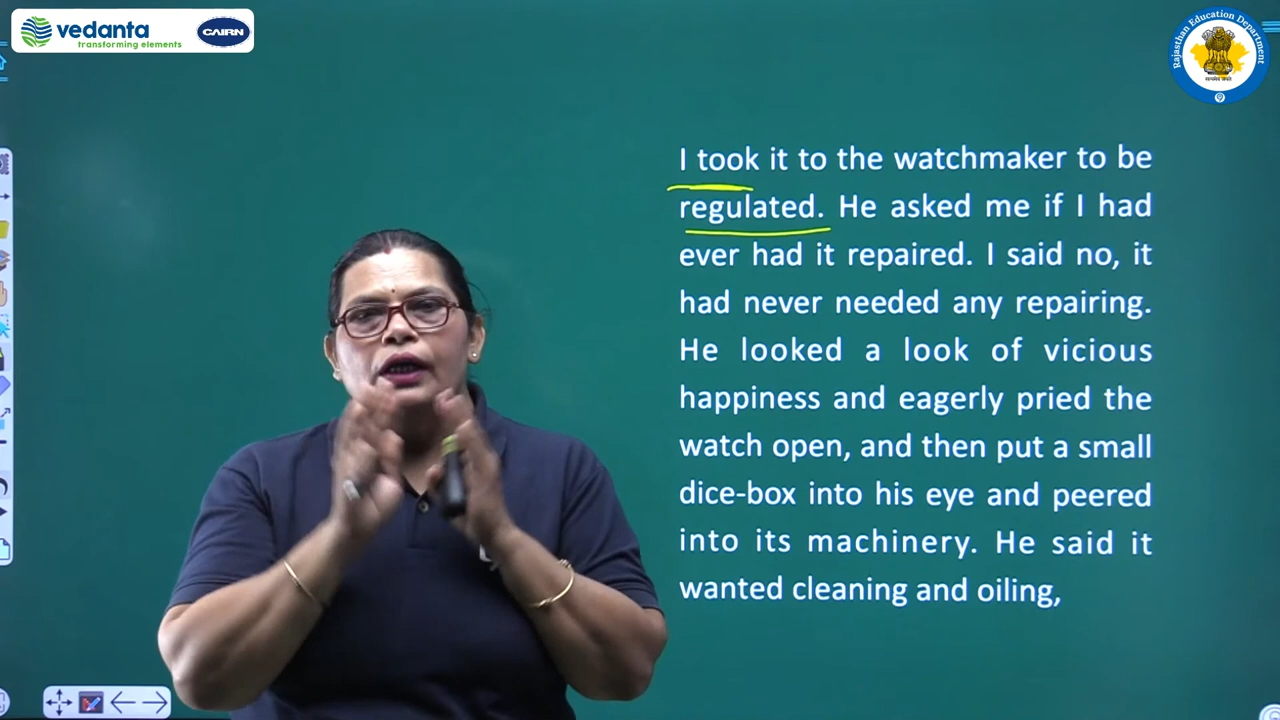 vedanta
transforming elements
CAIRN
Rajasthan Education Department
I took it to the watchmaker to be
regulated. He asked me if I had
ever had it repaired. I said no, it
had never needed any repairing.
He looked a look of vicious
happiness and eagerly pried the
watch open, and then put a small
dice-box into his eye and peered
into its machinery. He said it
wanted cleaning and oiling,